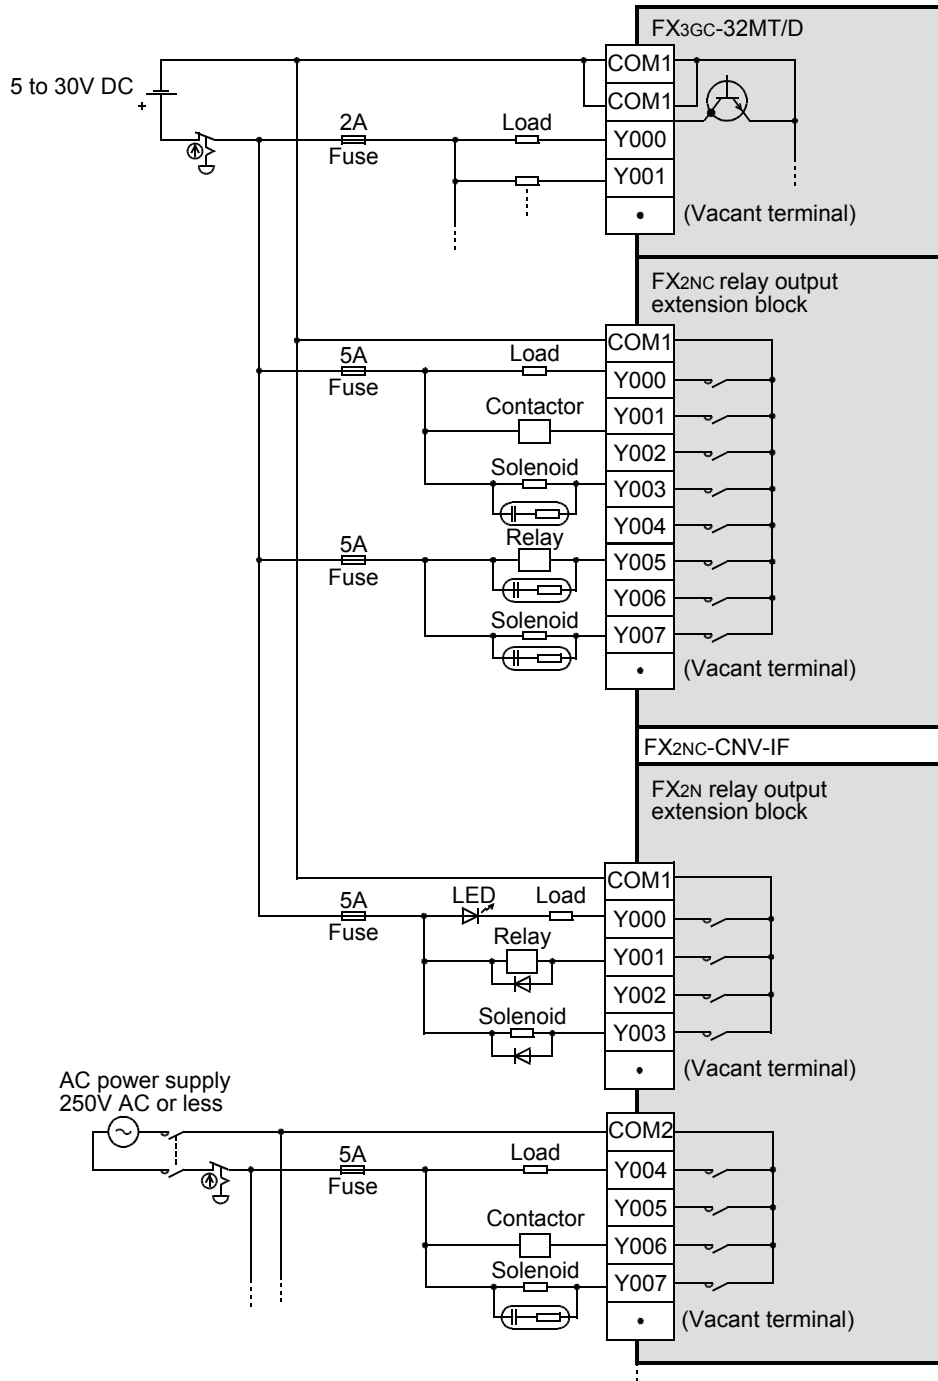 FX3GC-32MT/D
COM1
5 to 30V DC
+
COM1
2A
Load
Y000
Fuse
Y001
(Vacant terminal)
FX2NC relay output
extension block
COM1
5A
Load
Y000
Fuse
Contactor
Y001
Y002
Solenoid
Y003
Y004
5A
Relay
Y005
Fuse
Y006
Solenoid
Y007
(Vacant terminal)
FX2NC-CNV-IF
FX2N relay output
extension block
COM1
5A
LED
Load
Y000
Fuse
Relay
Y001
Y002
Solenoid
Y003
(Vacant terminal)
AC power supply
250V AC or less
COM2
5A
Load
Y004
Fuse
Y005
Contactor
Y006
Solenoid
Y007
(Vacant terminal)